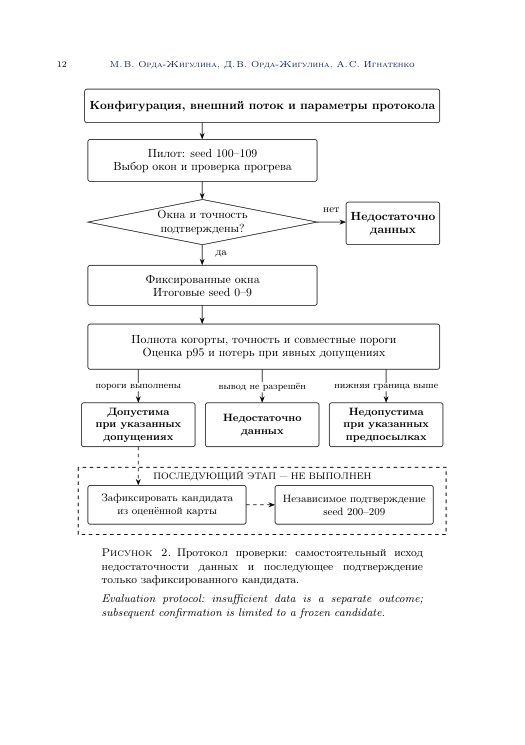 12
М. В. Орда-Жигулина, Д. В. Орда-Жигулина, А. С. Игнатенко
Конфигурация, внешний поток и параметры протокола
Пилот: seed 100–109
Выбор окон и проверка прогрева
Окна и точность
подтверждены?
нет
Недостаточно
данных
да
Фиксированные окна
Итоговые seed 0–9
Полнота когорты, точность и совместные пороги
Оценка p95 и потерь при явных допущениях
пороги выполнены
вывод не разрешён
нижняя граница выше
Допустима
при указанных
допущениях
Недостаточно
данных
Недопустима
при указанных
предпосылках
ПОСЛЕДУЮЩИЙ ЭТАП — НЕ ВЫПОЛНЕН
Зафиксировать кандидата
из оценённой карты
Независимое подтверждение
seed 200–209
Рисунок 2. Протокол проверки: самостоятельный исход
недостаточности данных и последующее подтверждение
только зафиксированного кандидата.
Evaluation protocol: insufficient data is a separate outcome;
subsequent confirmation is limited to a frozen candidate.